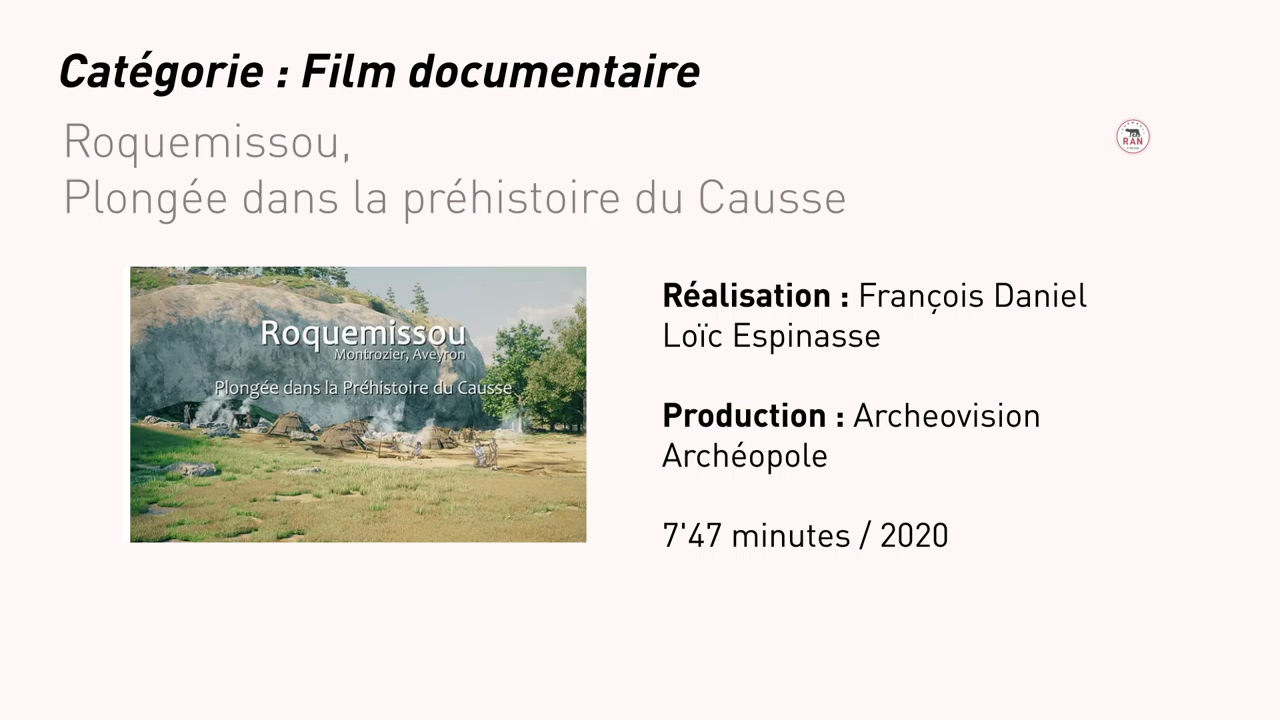 Catégorie : Film documentaire
Roquemissou,
Plongée dans la préhistoire du Causse
RAN
Roquemissou
Montrozier, Aveyron
Plongée dans la Préhistoire du Causse
Réalisation : François Daniel
Loïc Espinasse
Production : Archeovision
Archéopole
7'47 minutes / 2020